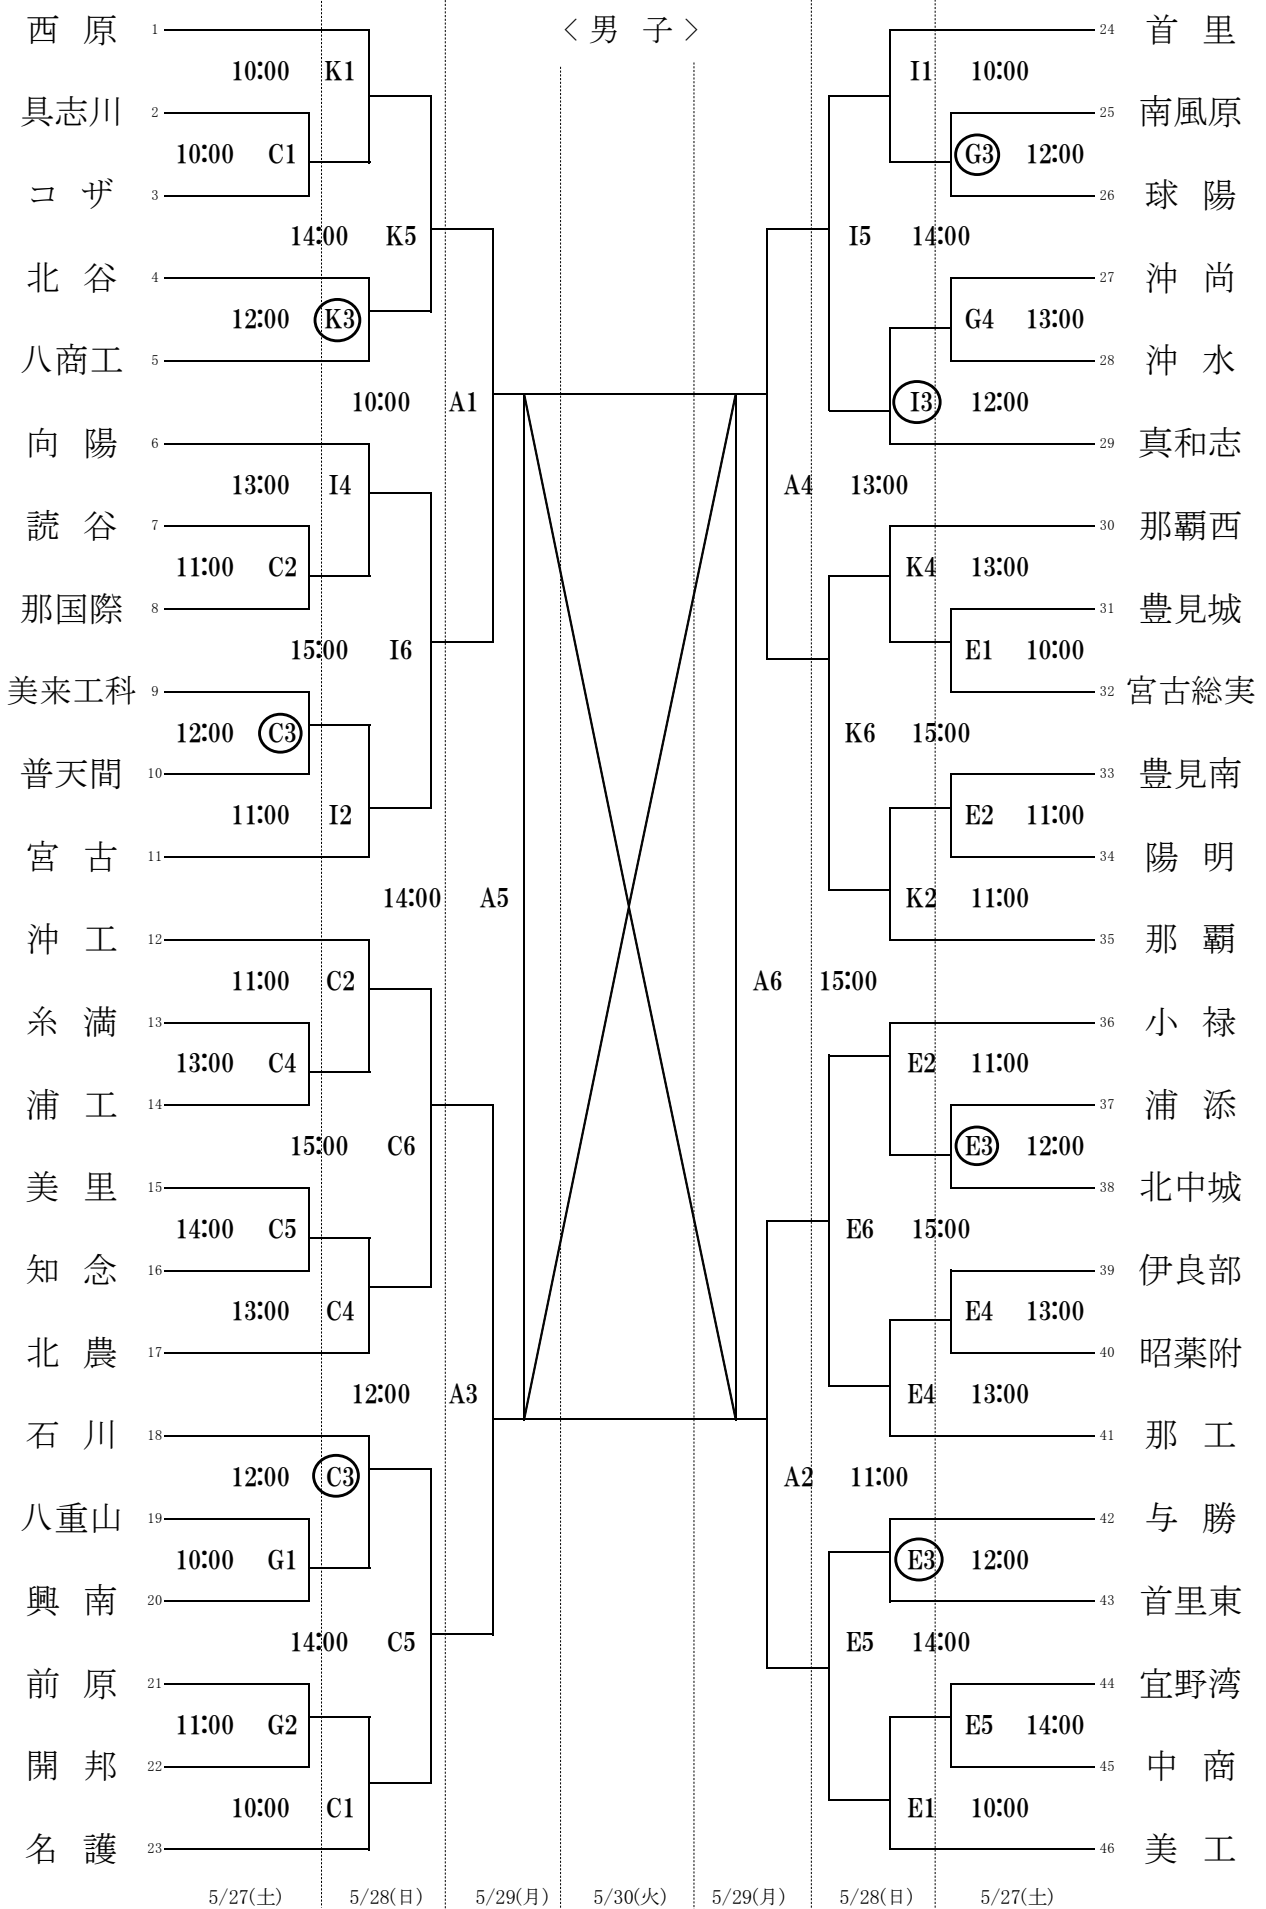 ＜ 男 子 ＞
西 原 1 24 首 里
10:00 K1 I1 10:00
具志川 2 25 南風原
10:00 C1 G3 12:00
コ ザ 3 26 球 陽
14:00 K5 I5 14:00
北 谷 4 27 沖 尚
12:00 K3 G4 13:00
八商工 5 28 沖 水
10:00 A1 I3 12:00
向 陽 6 29 真和志
13:00 I4 A4 13:00
読 谷 7 30 那覇西
11:00 C2 K4 13:00
那国際 8 31 豊見城
15:00 I6 E1 10:00
美来工科 9 32 宮古総実
12:00 C3 K6 15:00
普天間 10 33 豊見南
11:00 I2 E2 11:00
宮 古 11 34 陽 明
14:00 A5 K2 11:00
沖 工 12 35 那 覇
11:00 C2 A6 15:00
糸 満 13 36 小 禄
13:00 C4 E2 11:00
浦 工 14 37 浦 添
15:00 C6 E3 12:00
美 里 15 38 北中城
14:00 C5 E6 15:00
知 念 16 39 伊良部
13:00 C4 E4 13:00
北 農 17 40 昭薬附
12:00 A3 E4 13:00
石 川 18 41 那 工
12:00 C3 A2 11:00
八重山 19 42 与 勝
10:00 G1 E3 12:00
興 南 20 43 首里東
14:00 C5 E5 14:00
前 原 21 44 宜野湾
11:00 G2 E5 14:00
開 邦 22 45 中 商
10:00 C1 E1 10:00
名 護 23 46 美 工
5/27(土) 5/28(日) 5/29(月) 5/30(火) 5/29(月) 5/28(日) 5/27(土)